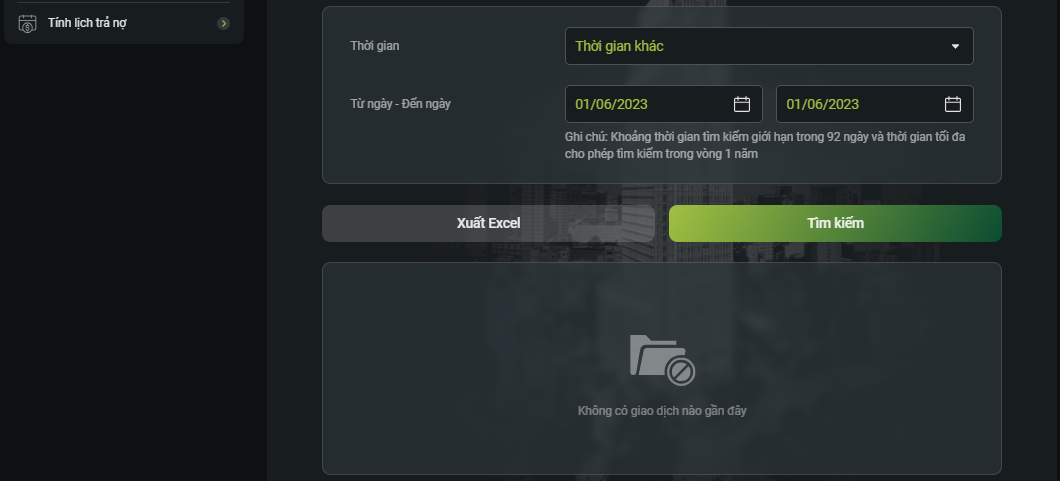 Tính lịch trả nợ
Thời gian
Thời gian khác
Từ ngày - Đến ngày
01/06/2023
01/06/2023
Ghi chú: Khoảng thời gian tìm kiếm giới hạn trong 92 ngày và thời gian tối đa
cho phép tìm kiếm trong vòng 1 năm
Xuất Excel
Tìm kiếm
Không có giao dịch nào gần đây